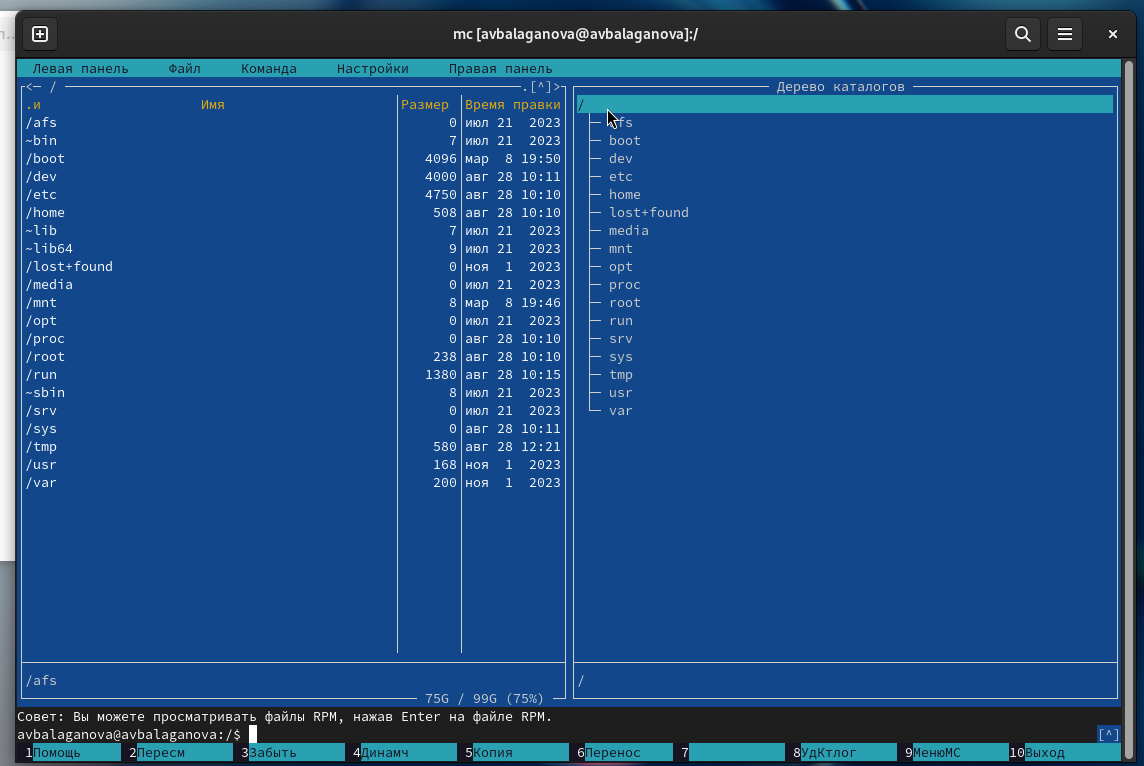 n...
mc [avbalaganova@avbalaganova]:/
Левая панель Файл Команда Настройки Правая панель
<─ / .[^]> Дерево каталогов
.и Имя Размер Время правки /
/afs 0 июл 21 2023 afs
~bin 7 июл 21 2023 boot
/boot 4096 мар 8 19:50 dev
/dev 4000 авг 28 10:11 etc
/etc 4750 авг 28 10:10 home
/home 508 авг 28 10:10 lost+found
~lib 7 июл 21 2023 media
~lib64 9 июл 21 2023 mnt
/lost+found 0 ноя 1 2023 opt
/media 0 июл 21 2023 proc
/mnt 8 мар 8 19:46 root
/opt 0 июл 21 2023 run
/proc 0 авг 28 10:10 srv
/root 238 авг 28 10:10 sys
/run 1380 авг 28 10:15 tmp
~sbin 8 июл 21 2023 usr
/srv 0 июл 21 2023 var
/sys 0 авг 28 10:11
/tmp 580 авг 28 12:21
/usr 168 ноя 1 2023
/var 200 ноя 1 2023
/afs /
75G / 99G (75%)
Совет: Вы можете просматривать файлы RPM, нажав Enter на файле RPM.
avbalaganova@avbalaganova:/$ [^]
1Помощь 2Пересм 3Забыть 4Динамч 5Копия 6Перенос 7 8УдКтлог 9МенюМС 10Выход